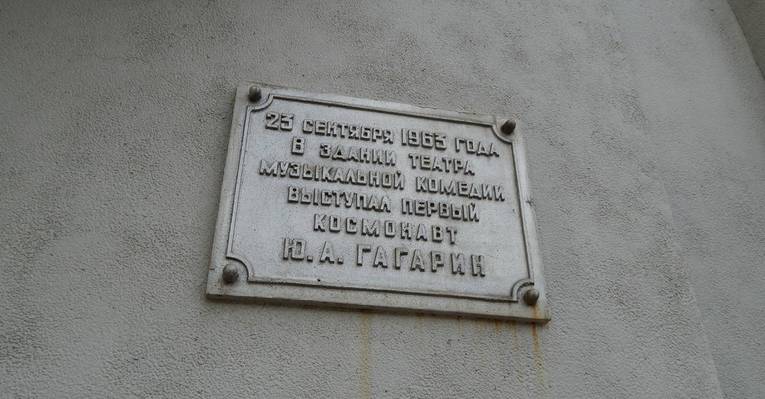 23 СЕНТЯБРЯ 1963 ГОДА
В ЗДАНИИ ТЕАТРА
МУЗЫКАЛЬНОЙ КОМЕДИИ
ВЫСТУПАЛ ПЕРВЫЙ
КОСМОНАВТ
Ю. А. ГАГАРИН